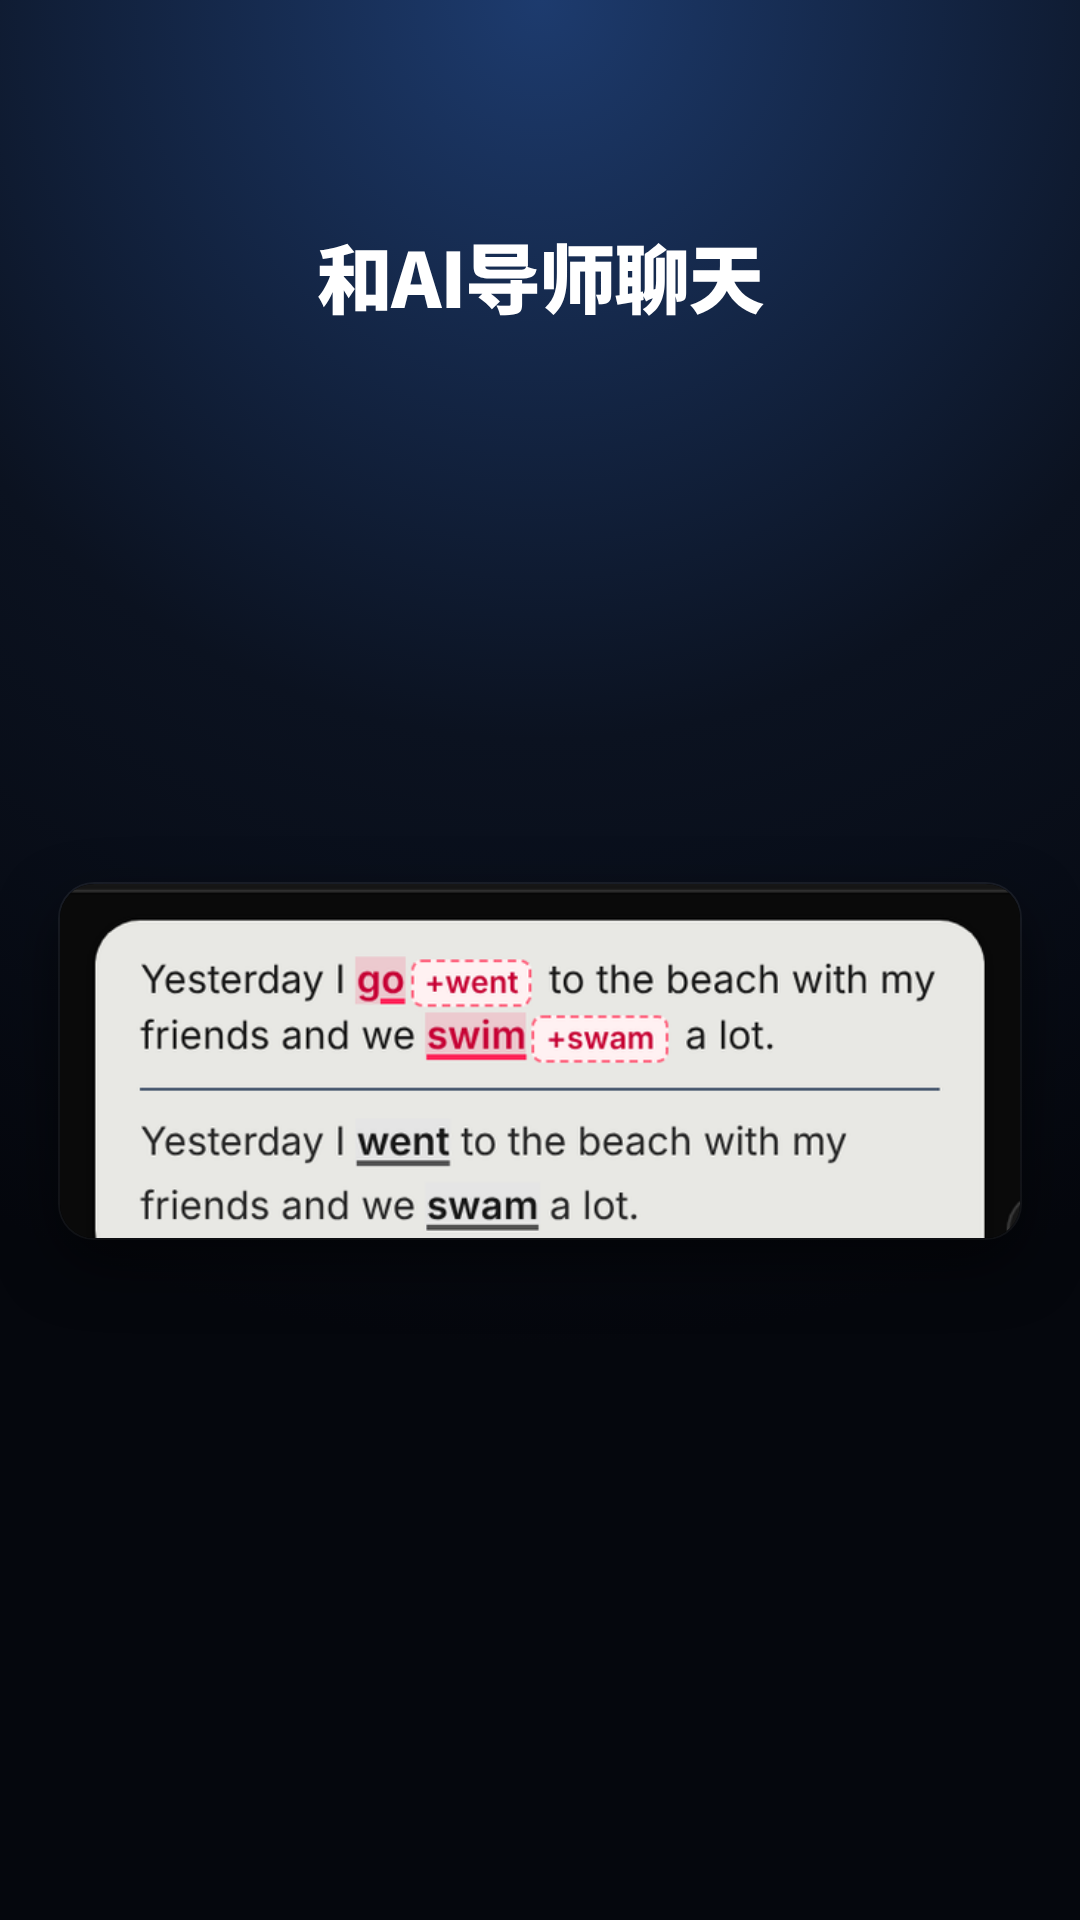 和AI导师聊天
Yesterday I go +went to the beach with my
friends and we swim +swam a lot.
Yesterday I went to the beach with my
friends and we swam a lot.